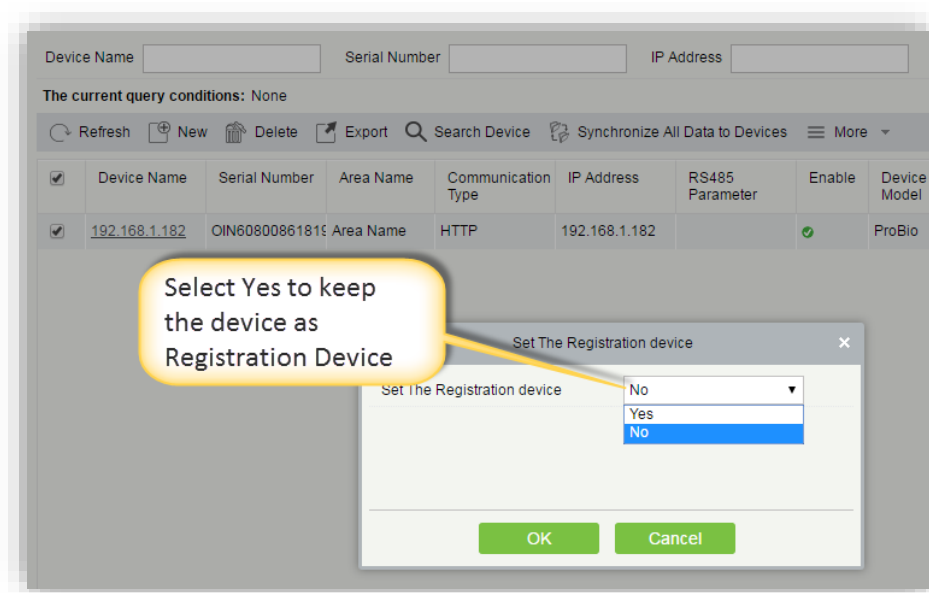 Device Name Serial Number IP Address
The current query conditions: None
Refresh New Delete Export Search Device Synchronize All Data to Devices More
Device Name Serial Number Area Name Communication Type IP Address RS485 Parameter Enable Device Model
192.168.1.182 OIN60800861819 Area Name HTTP 192.168.1.182 ProBio
Select Yes to keep
the device as
Registration Device
Set The Registration device
Set The Registration device No
Yes
No
OK Cancel